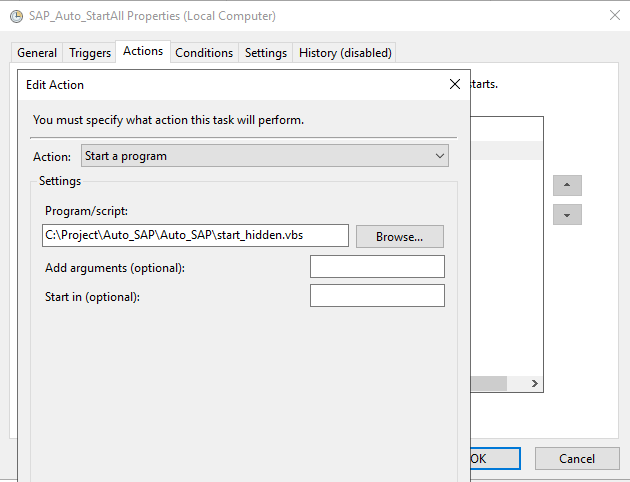 SAP_Auto_StartAll Properties (Local Computer)
General Triggers Actions Conditions Settings History (disabled)
Edit Action
starts.
You must specify what action this task will perform.
Action: Start a program
Settings
Program/script:
C:\Project\Auto_SAP\Auto_SAP\start_hidden.vbs Browse...
Add arguments (optional):
Start in (optional):
OK Cancel